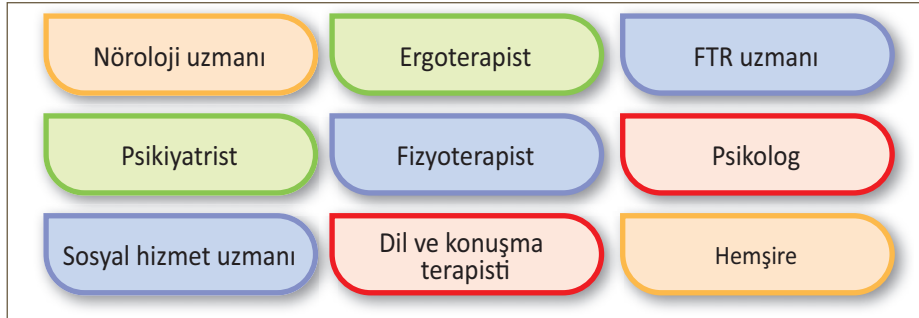 Nöroloji uzmanı
Ergoterapist
FTR uzmanı
Psikiyatrist
Fizyoterapist
Psikolog
Sosyal hizmet uzmanı
Dil ve konuşma
terapisti
Hemşire